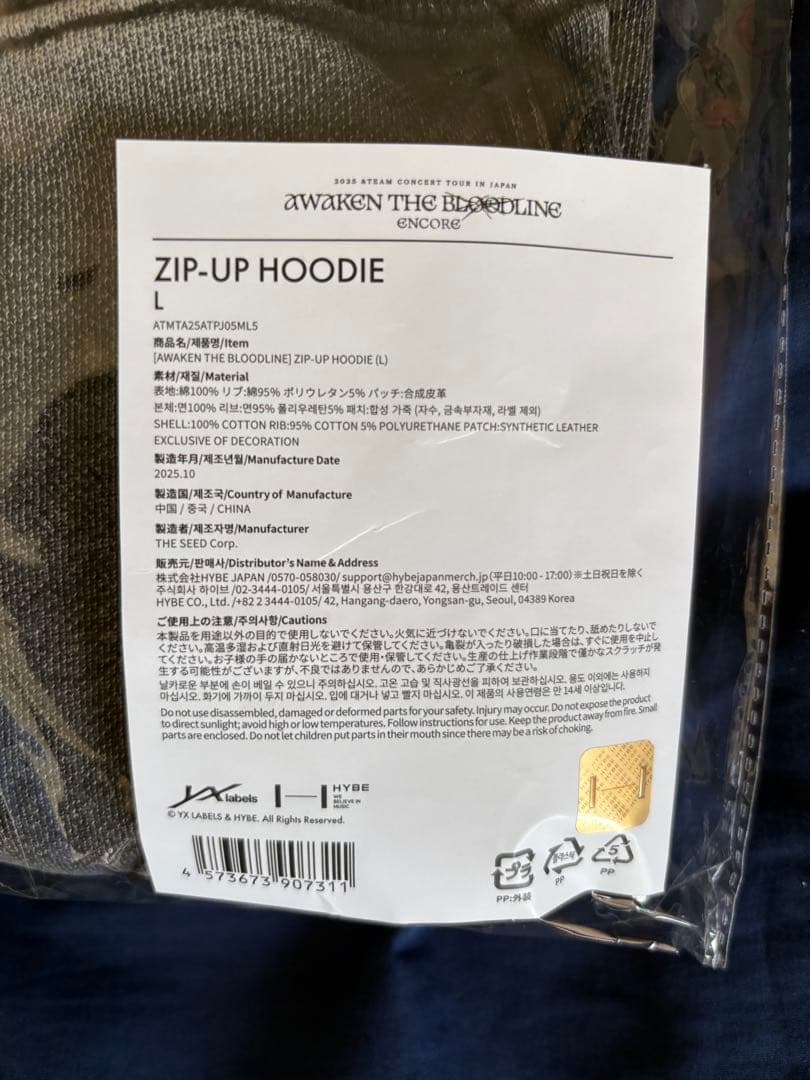 2025 &TEAM CONCERT TOUR IN JAPAN
AWAKEN THE BLOODLINE
ENCORE
ZIP-UP HOODIE
L
ATMTA25ATPJ05ML5
商品名/제품명/Item
[AWAKEN THE BLOODLINE] ZIP-UP HOODIE (L)
素材/재질/Material
表地:綿100% リブ:綿95% ポリウレタン5% パッチ:合成皮革
본체:면100% 리브:면95% 폴리우레탄5% 패치:합성 가죽 (자수, 금속부자재, 라벨 제외)
SHELL:100% COTTON RIB:95% COTTON 5% POLYURETHANE PATCH:SYNTHETIC LEATHER
EXCLUSIVE OF DECORATION
製造年月/제조년월/Manufacture Date
2025.10
製造国/제조국/Country of Manufacture
中国 / 중국 / CHINA
製造者/제조자명/Manufacturer
THE SEED Corp.
販売元/판매사/Distributor's Name & Address
株式会社HYBE JAPAN /0570-058030/ support@hybejapanmerch.jp (平日10:00 - 17:00) ※土日祝日を除く
주식회사 하이브 /02-3444-0105/ 서울특별시 용산구 한강대로 42, 용산트레이드 센터
HYBE CO., Ltd. /+82 2 3444-0105/ 42, Hangang-daero, Yongsan-gu, Seoul, 04389 Korea
ご使用上の注意/주의사항/Cautions
本製品を用途以外の目的で使用しないでください。火気に近づけないでください。口に当てたり、舐めたりしないで
ください。高温多湿および直射日光を避けて保管してください。亀裂が入ったり破損した場合は、すぐに使用を中止し
てください。お子様の手の届かないところで使用・保管してください。生産の仕上げ作業段階で僅かなスクラッチが発
生する可能性がございますが、不良ではありませんので、あらかじめご了承ください。
날카로운 부분에 손이 베일 수 있으니 주의하십시오. 고온 고습 및 직사광선을 피하여 보관하십시오. 용도 이외에는 사용하지
마십시오. 화기에 가까이 두지 마십시오. 입에 대거나 넣고 빨지 마십시오. 이 제품의 사용연령은 만 14세 이상입니다.
Do not use disassembled, damaged or deformed parts for your safety. Injury may occur. Do not expose the product
to direct sunlight; avoid high or low temperatures. Follow instructions for use. Keep the product away from fire. Small
parts are enclosed. Do not let children put parts in their mouth since there may be a risk of choking.
YX labels HYBE
WE
BELIEVE IN
MUSIC
© YX LABELS & HYBE. All Rights Reserved.
4 573673 907311
プラ 플라스틱 5
PP:外装 PP PP